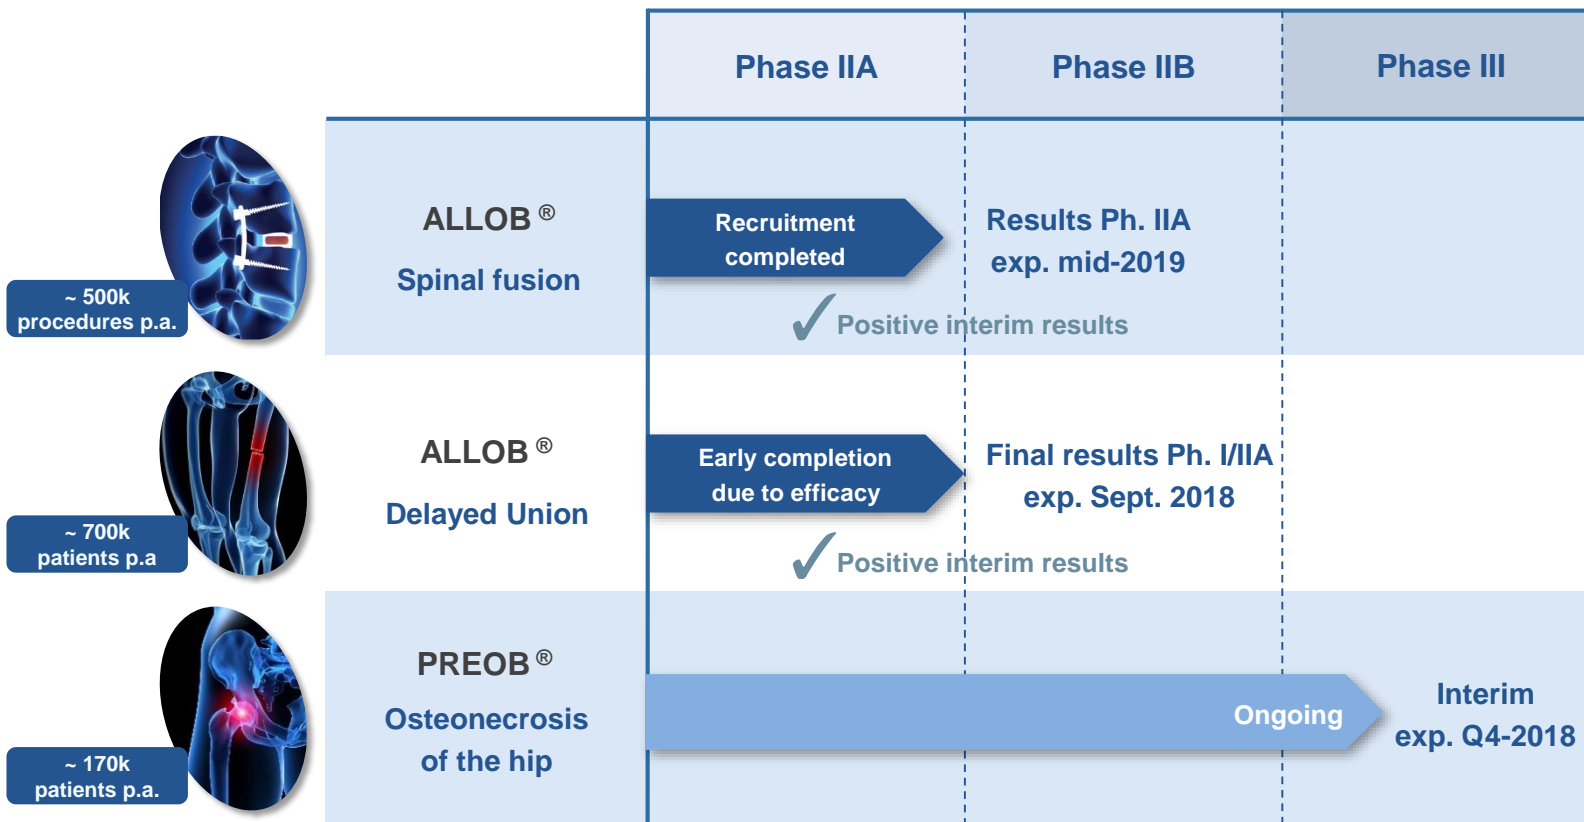 Phase IIA
Phase IIB
Phase III
~ 500k
procedures p.a.
ALLOB ®
Spinal fusion
Recruitment
completed
Results Ph. IIA
exp. mid-2019
✓ Positive interim results
~ 700k
patients p.a
ALLOB ®
Delayed Union
Early completion
due to efficacy
Final results Ph. I/IIA
exp. Sept. 2018
✓ Positive interim results
~ 170k
patients p.a.
PREOB ®
Osteonecrosis
of the hip
Ongoing
Interim
exp. Q4-2018